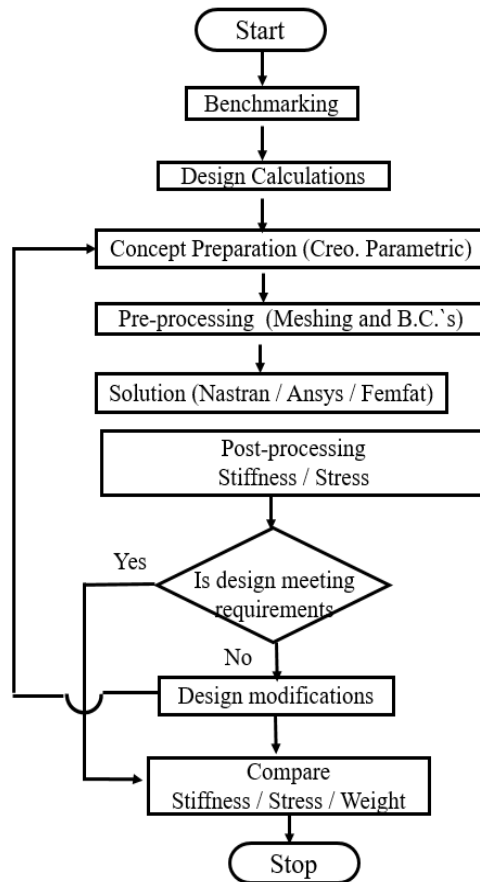 Start
Benchmarking
Design Calculations
Concept Preparation (Creo. Parametric)
Pre-processing (Meshing and B.C.`s)
Solution (Nastran / Ansys / Femfat)
Post-processing
Stiffness / Stress
Yes
Is design meeting
requirements
No
Design modifications
Compare
Stiffness / Stress / Weight
Stop